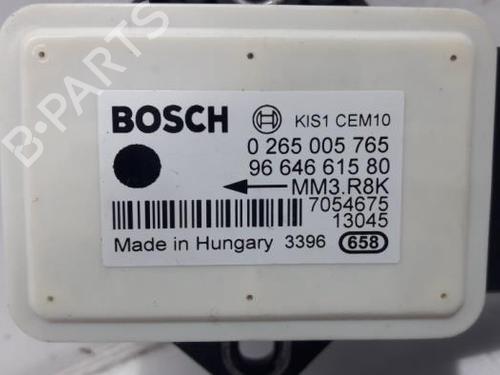 B-PARTS
BOSCH KIS1 CEM10
0 265 005 765
96 646 615 80
MM3.R8K
7054675
13045
Made in Hungary 3396 658